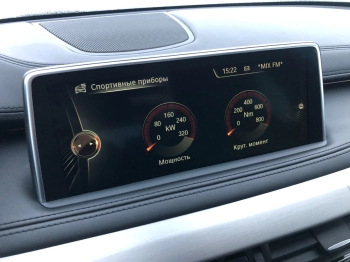 Спортивные приборы
15:22 *MIX FM*
160
80 240
kW
0 320
Мощность
400
200 600
Nm
0 800
Крут. момент